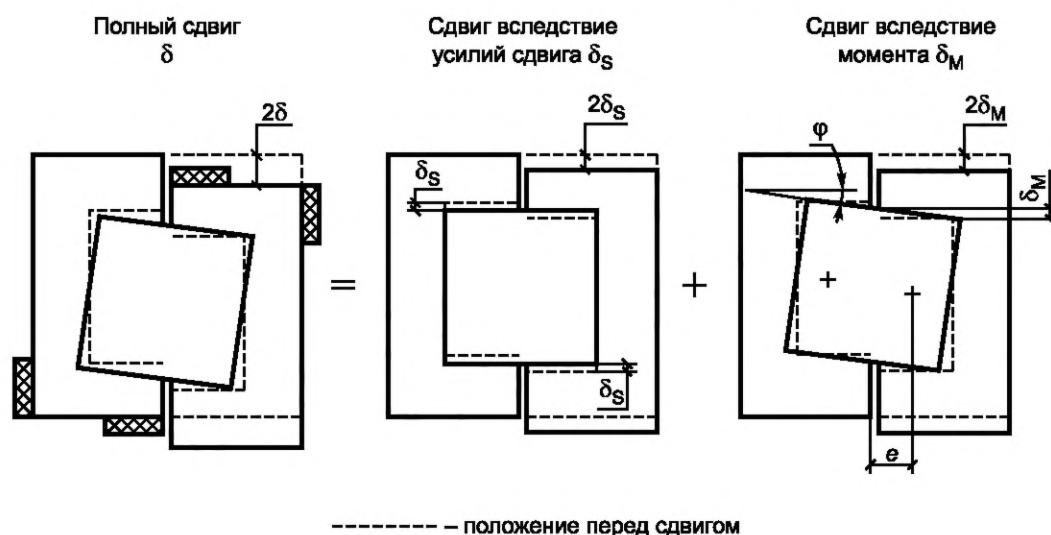 Полный сдвиг
δ
Сдвиг вследствие
усилий сдвига δS
Сдвиг вследствие
момента δM
2δ
2δS
2δM
φ
δS
δM
=
+
δS
e
– положение перед сдвигом